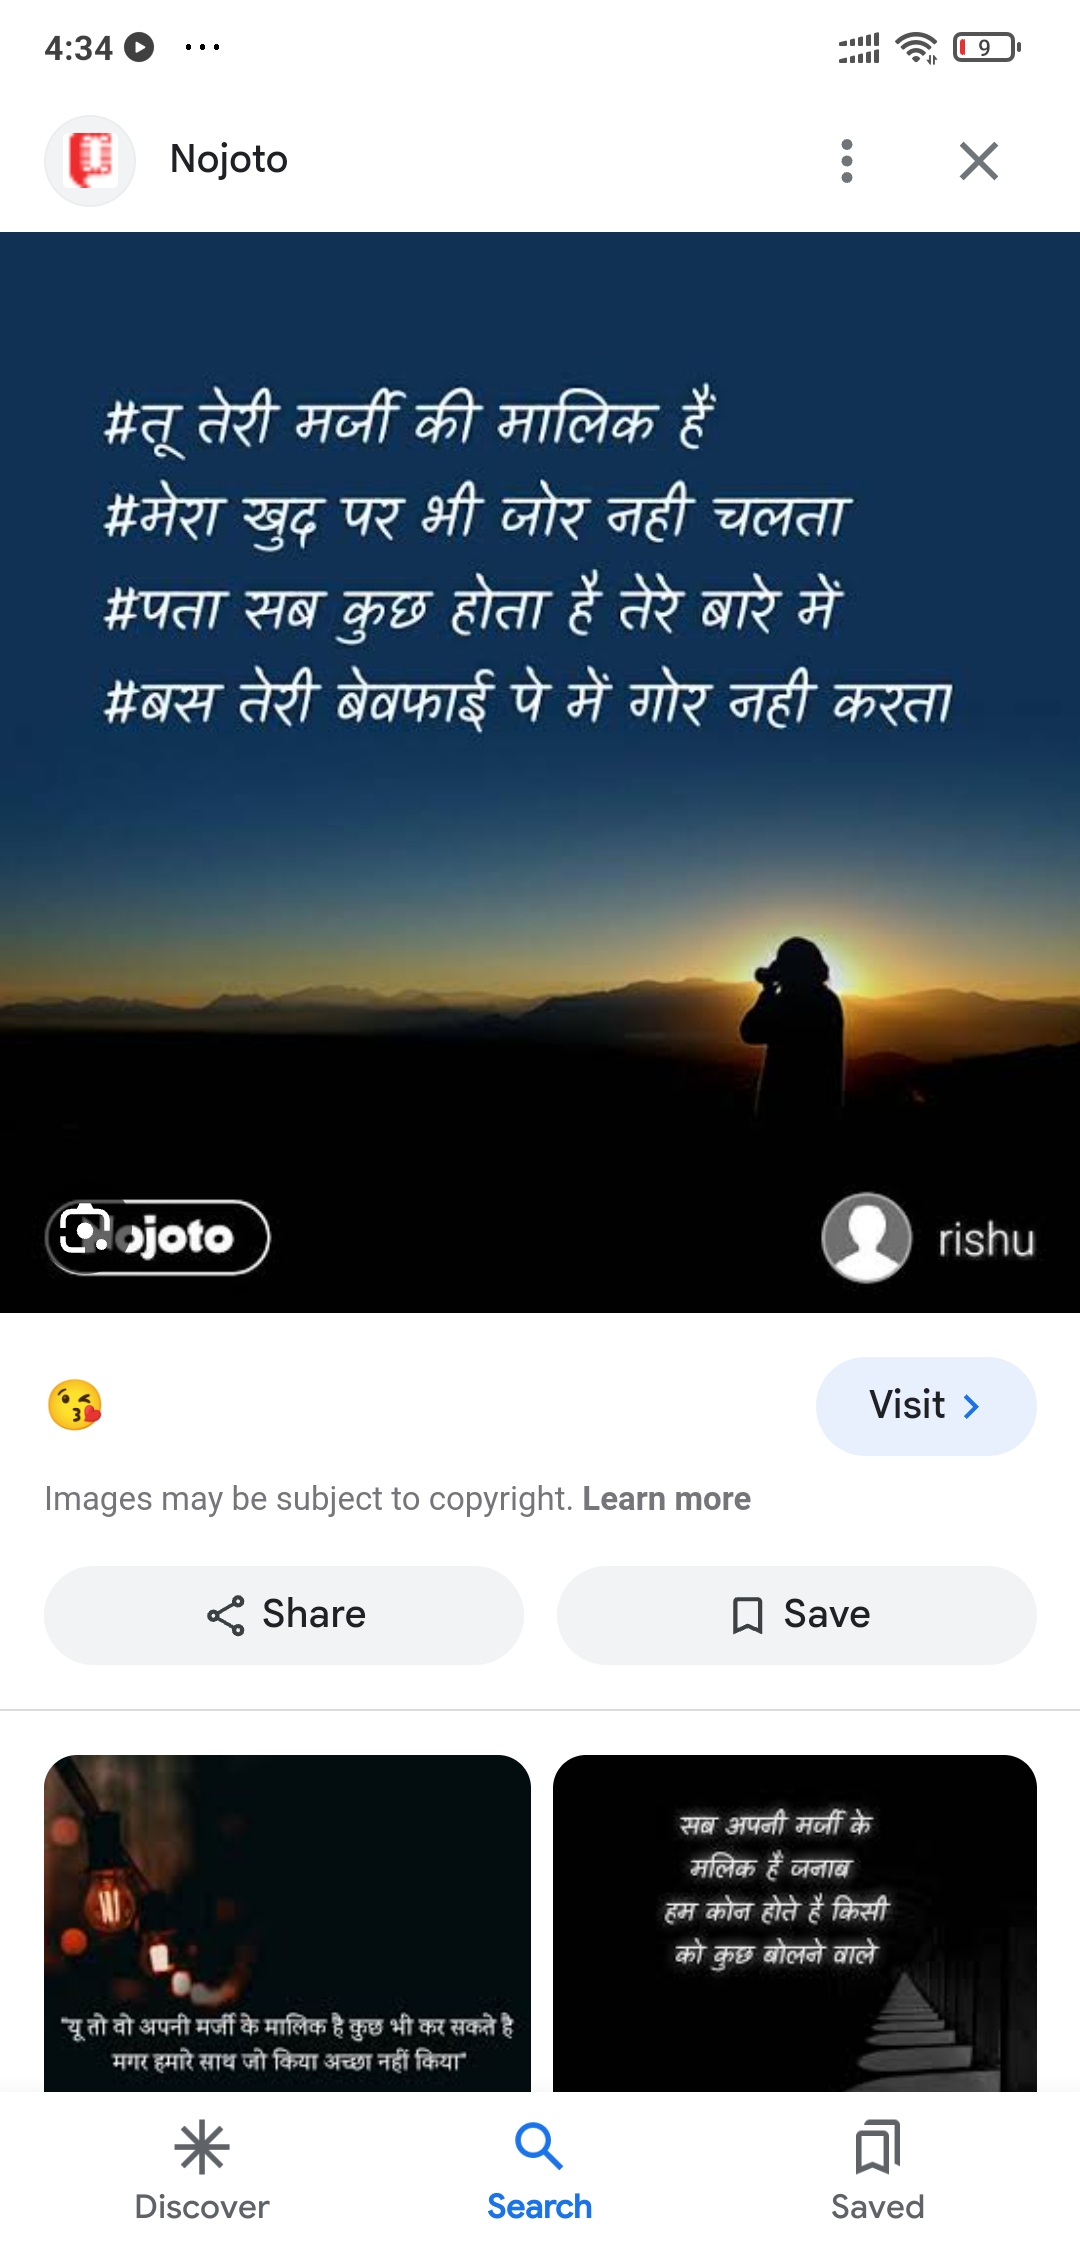 4:34
9
Nojoto
#तू तेरी मर्जी की मालिक हैं
#मेरा खुद पर भी जोर नही चलता
#पता सब कुछ होता है तेरे बारे में
#बस तेरी बेवफाई पे में गोर नही करता
ojoto
rishu
Visit
Images may be subject to copyright. Learn more
Share
Save
"यू तो वो अपनी मर्जी के मालिक है कुछ भी कर सकते है
मगर हमारे साथ जो किया अच्छा नहीं किया"
सब अपनी मर्जी के
मलिक हैं जनाब
हम कोन होते है किसी
को कुछ बोलने वाले
Discover
Search
Saved